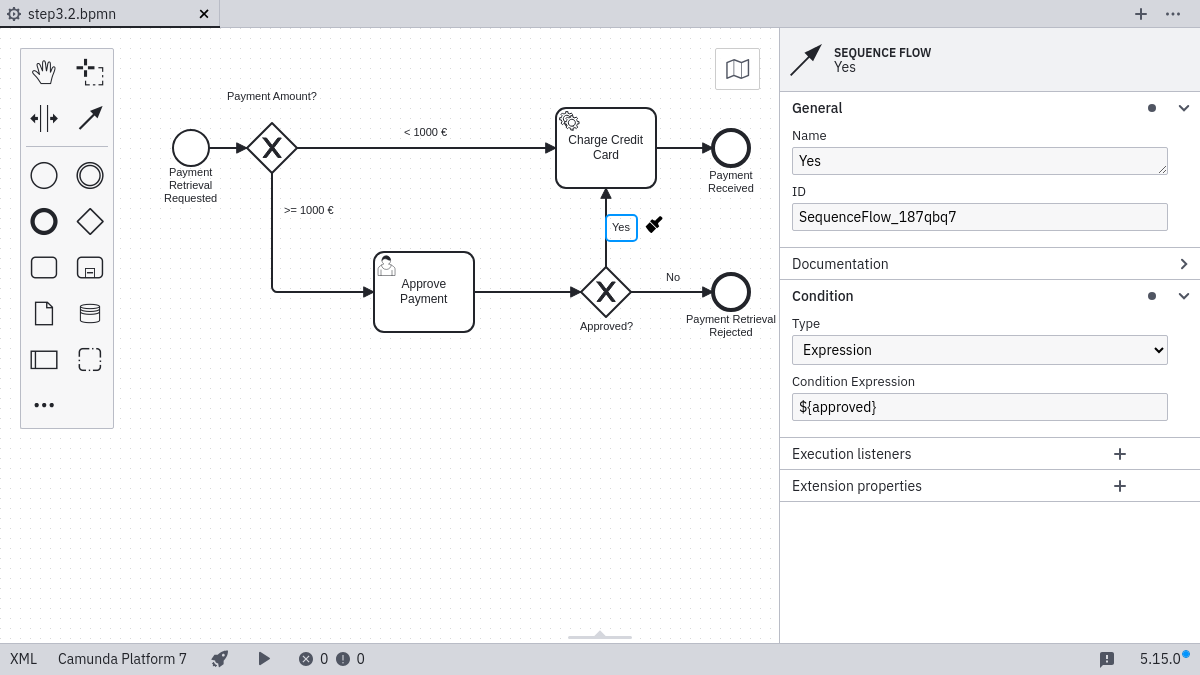 step3.2.bpmn
Payment Amount?
< 1000 €
Payment
Retrieval
Requested
>= 1000 €
Charge Credit
Card
Payment
Received
Yes
Approve
Payment
Approved?
No
Payment Retrieval
Rejected
SEQUENCE FLOW
Yes
General
Name
Yes
ID
SequenceFlow_187qbq7
Documentation
Condition
Type
Expression
Condition Expression
${approved}
Execution listeners
Extension properties
XML
Camunda Platform 7
0
0
5.15.0